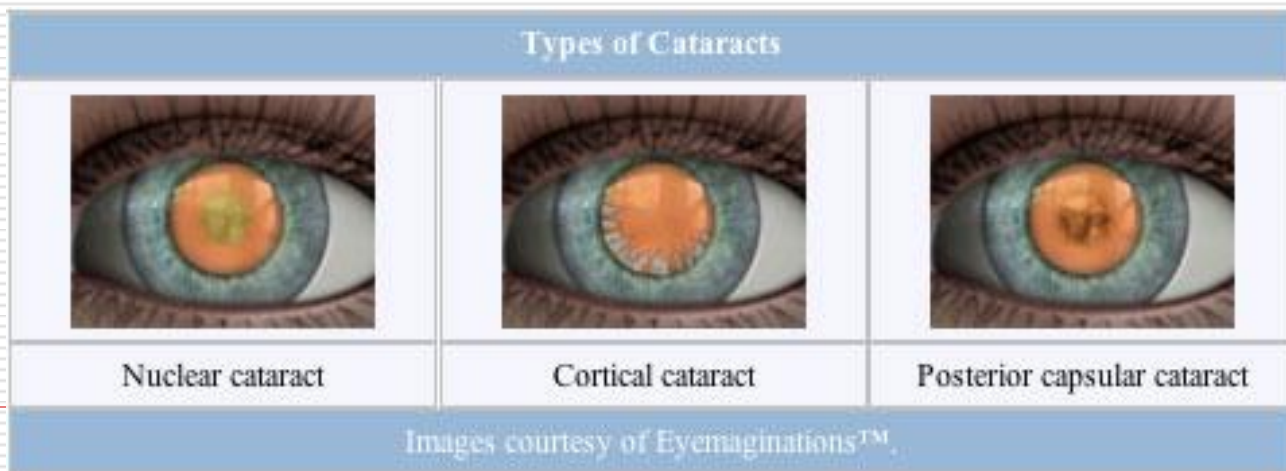 Types of Cataracts
Nuclear cataract
Cortical cataract
Posterior capsular cataract
Images courtesy of Eyemaginations™.